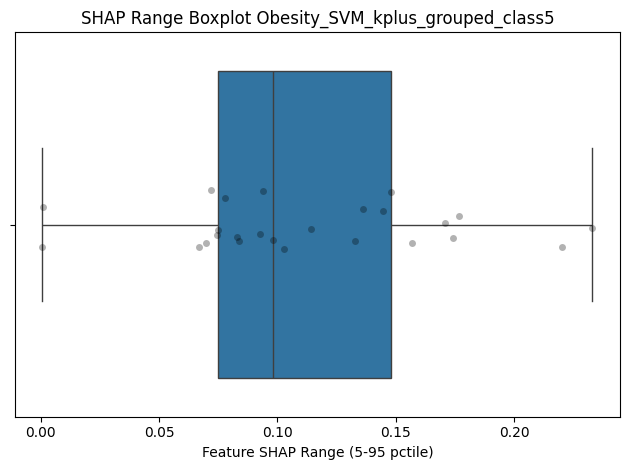 SHAP Range Boxplot Obesity_SVM_kplus_grouped_class5
0.00 0.05 0.10 0.15 0.20
Feature SHAP Range (5-95 pctile)